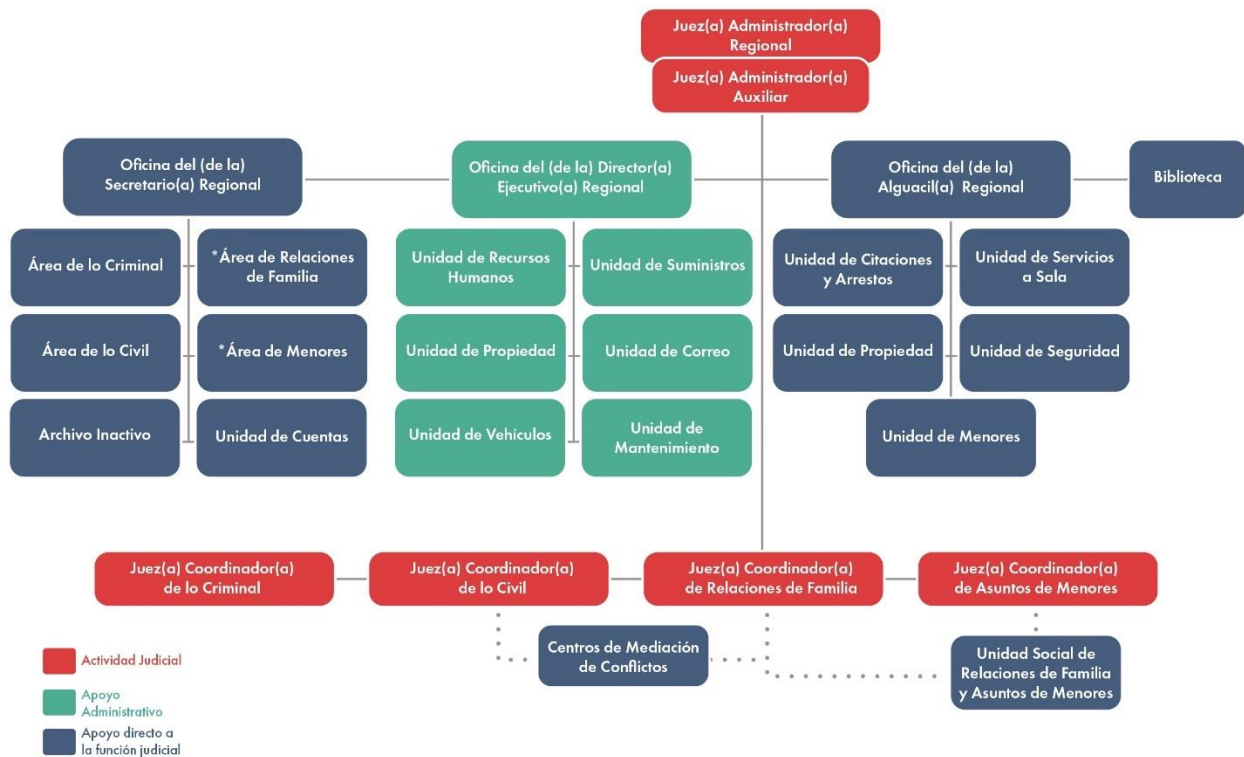 Juez(a) Administrador(a)
Regional
Juez(a) Administrador(a)
Auxiliar
Oficina del (de la)
Secretario(a) Regional
Oficina del (de la) Director(a)
Ejecutivo(a) Regional
Oficina del (de la)
Alguacil(a) Regional
Biblioteca
Área de lo Criminal
*Área de Relaciones
de Familia
Área de lo Civil
*Área de Menores
Archivo Inactivo
Unidad de Cuentas
Unidad de Recursos
Humanos
Unidad de Suministros
Unidad de Propiedad
Unidad de Correo
Unidad de Vehículos
Unidad de
Mantenimiento
Unidad de Citaciones
y Arrestos
Unidad de Servicios
a Sala
Unidad de Propiedad
Unidad de Seguridad
Unidad de Menores
Juez(a) Coordinador(a)
de lo Criminal
Juez(a) Coordinador(a)
de lo Civil
Juez(a) Coordinador(a)
de Relaciones de Familia
Juez(a) Coordinador(a)
de Asuntos de Menores
Centros de Mediación
de Conflictos
Unidad Social de
Relaciones de Familia
y Asuntos de Menores
Actividad Judicial
Apoyo
Administrativo
Apoyo directo a
la función judicial